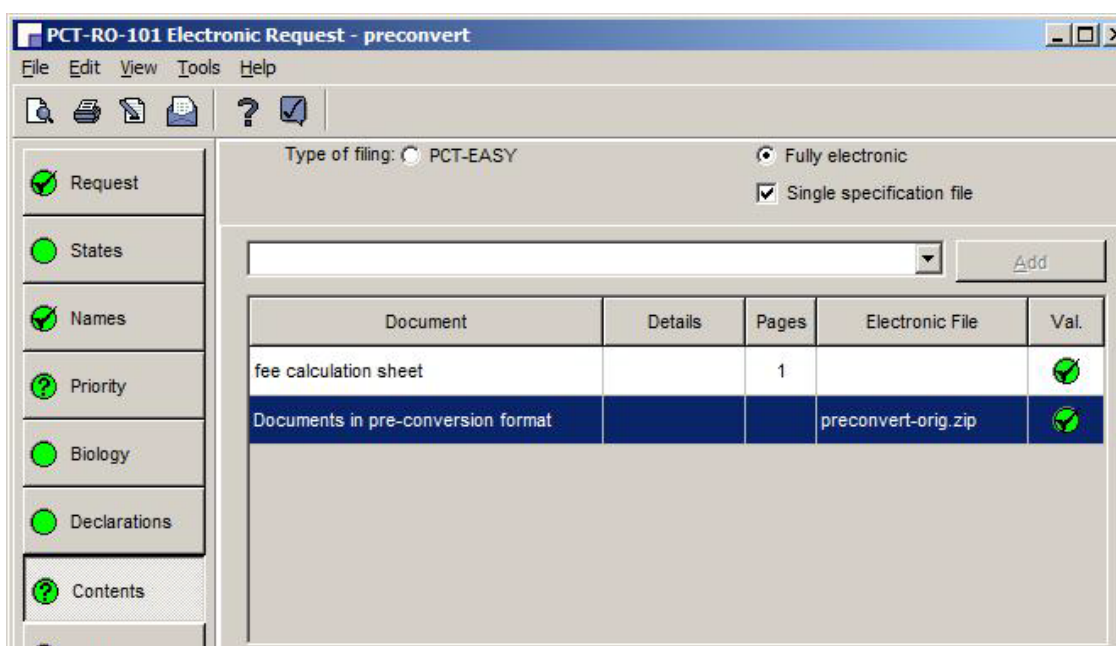 PCT-RO-101 Electronic Request - preconvert
File Edit View Tools Help
Type of filing: PCT-EASY Fully electronic
Single specification file
Request
States
Names
Priority
Biology
Declarations
Contents
Add
Document Details Pages Electronic File Val.
fee calculation sheet 1
Documents in pre-conversion format preconvert-orig.zip